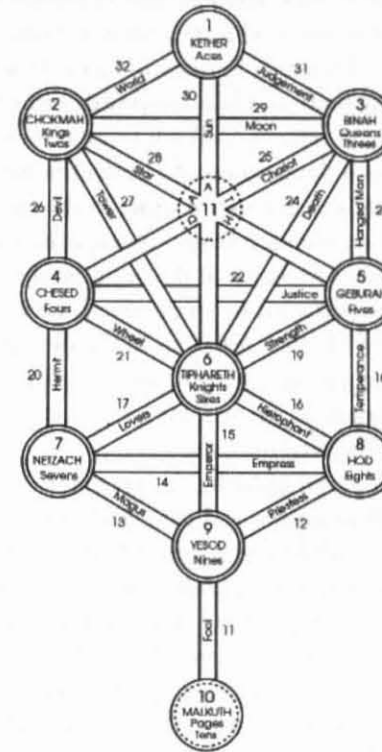 1
KETHER
Aces
32
World
31
Judgement
30
Sun
2
CHOKMAH
Kings
Twos
29
Moon
3
BINAH
Queens
Threes
28
Star
25
Chariot
DAATH
11
26
Devil
27
Tower
24
Death
Hanged Man
4
CHESED
Fours
22
Justice
5
GEBURAH
Fives
Wheel
21
Strength
19
6
TIPHARETH
Knights
Sixes
20
Hermit
Temperance
17
Lovers
16
Hierophant
15
Emperor
7
NETZACH
Sevens
14
Empress
8
HOD
Eights
Magus
13
Priestess
12
9
YESOD
Nines
Fool
11
10
MALKUTH
Pages
Tens